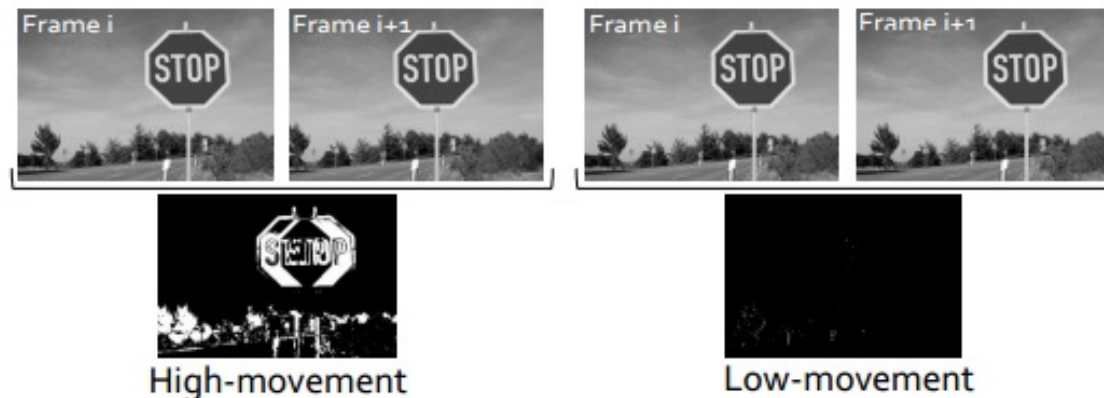 Frame i
Frame i+1
Frame i
Frame i+1
STOP
STOP
STOP
STOP
High-movement
Low-movement